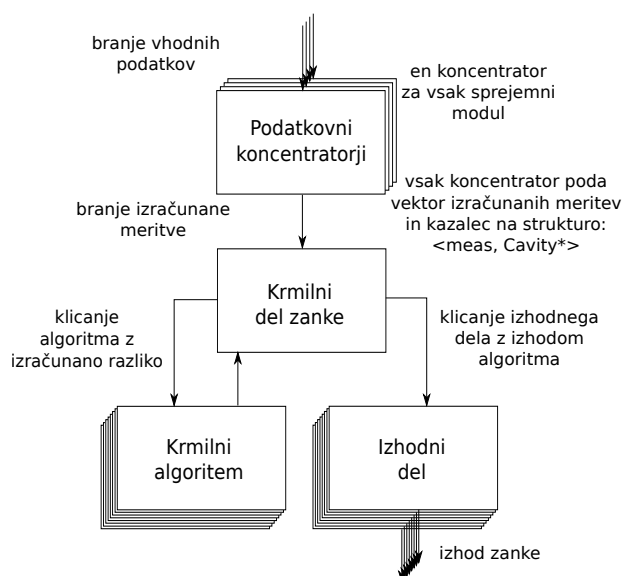 branje vhodnih
podatkov
en koncentrator
za vsak sprejemni
modul
Podatkovni
koncentratorji
vsak koncentrator poda
vektor izračunanih meritev
in kazalec na strukturo:
<meas, Cavity*>
branje izračunane
meritve
Krmilni
del zanke
klicanje
algoritma z
izračunano razliko
klicanje izhodnega
dela z izhodom
algoritma
Krmilni
algoritem
Izhodni
del
izhod zanke